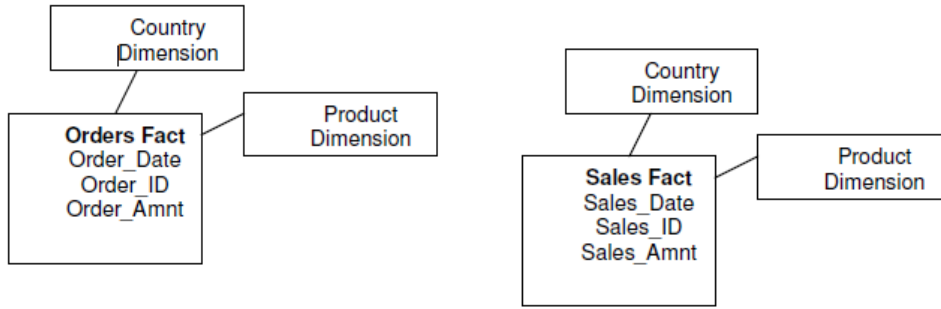 Country
Dimension
Orders Fact
Order_Date
Order_ID
Order_Amnt
Product
Dimension
Country
Dimension
Sales Fact
Sales_Date
Sales_ID
Sales_Amnt
Product
Dimension